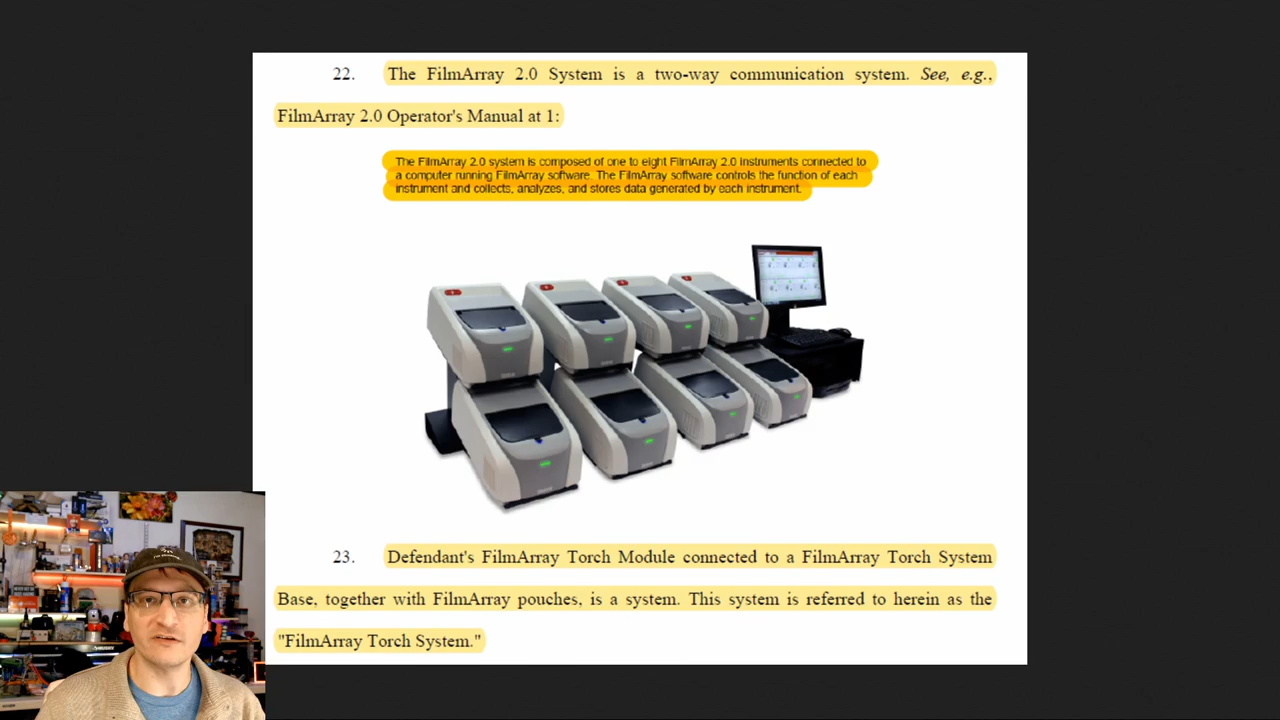 22. The FilmArray 2.0 System is a two-way communication system. See, e.g.,
FilmArray 2.0 Operator's Manual at 1:
The FilmArray 2.0 system is composed of one to eight FilmArray 2.0 instruments connected to
a computer running FilmArray software. The FilmArray software controls the function of each
instrument and collects, analyzes, and stores data generated by each instrument.
23. Defendant's FilmArray Torch Module connected to a FilmArray Torch System
Base, together with FilmArray pouches, is a system. This system is referred to herein as the
"FilmArray Torch System."